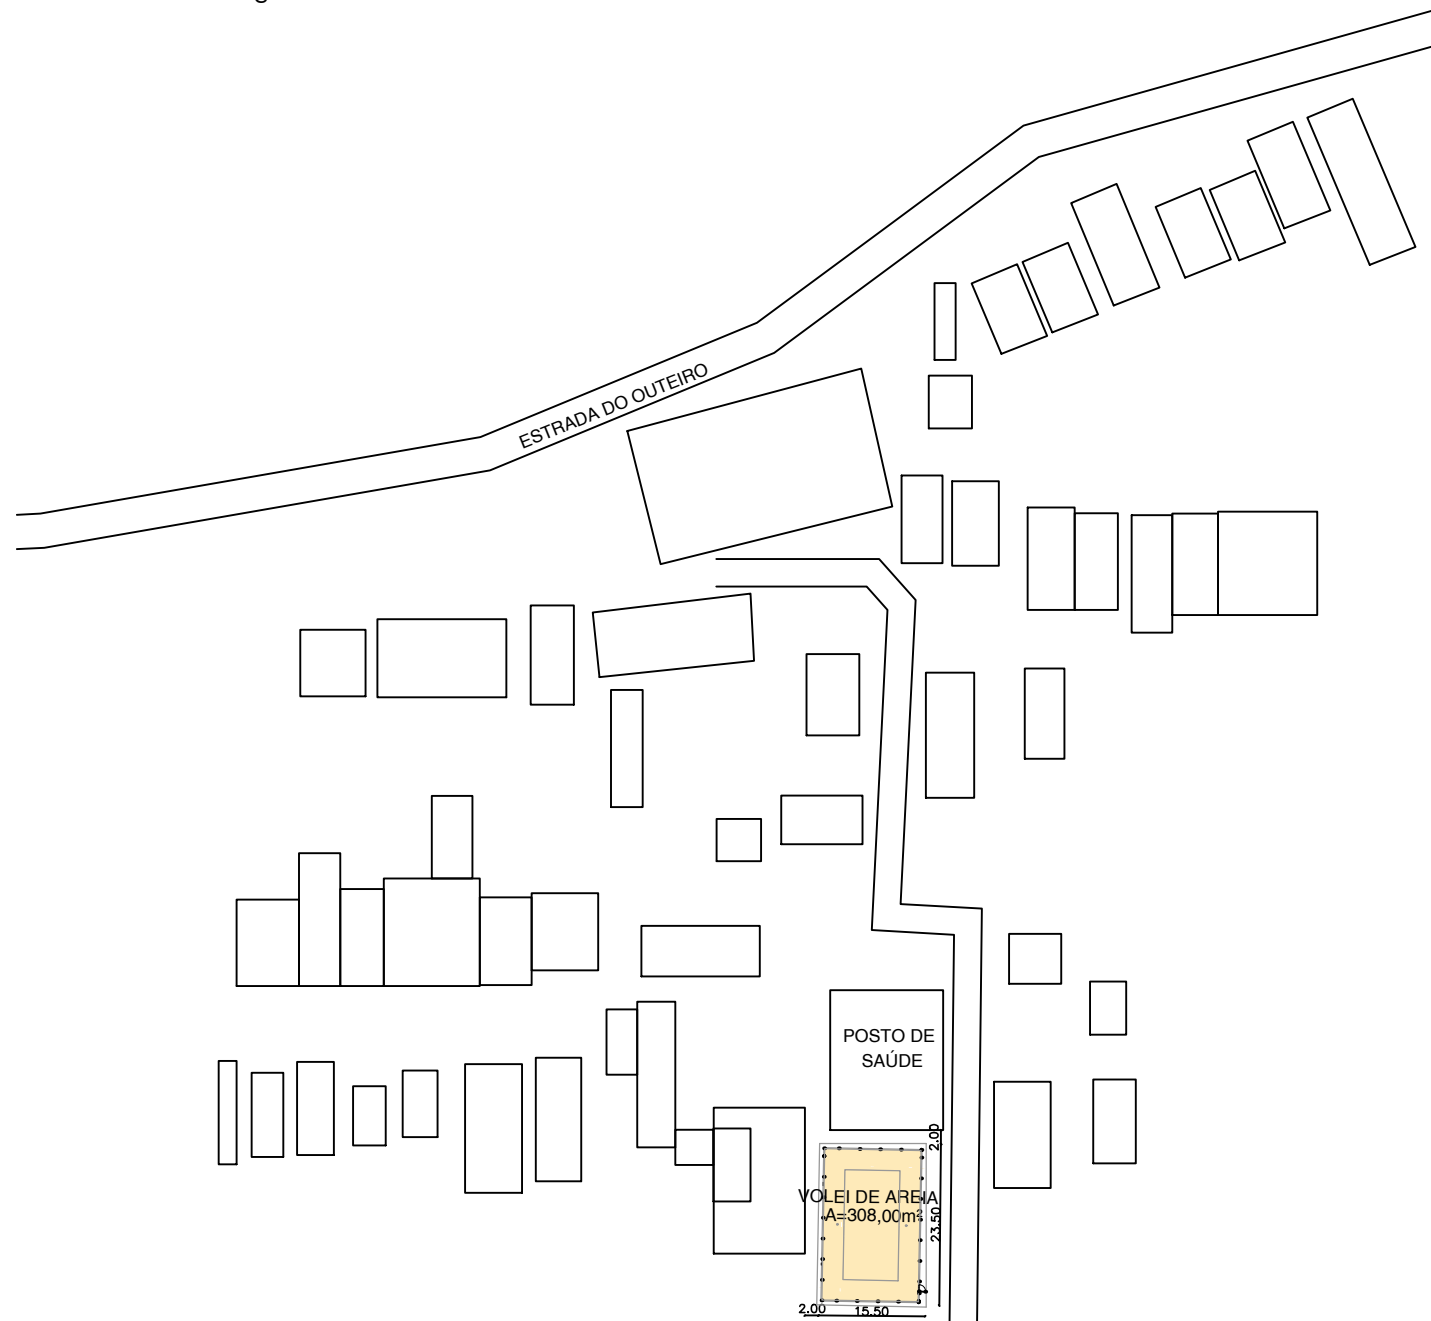 g
ESTRADA DO OUTEIRO
POSTO DE
SAÚDE
2.00
VOLEI DE AREIA
A=308,00m²
23.50
2.00
15.50